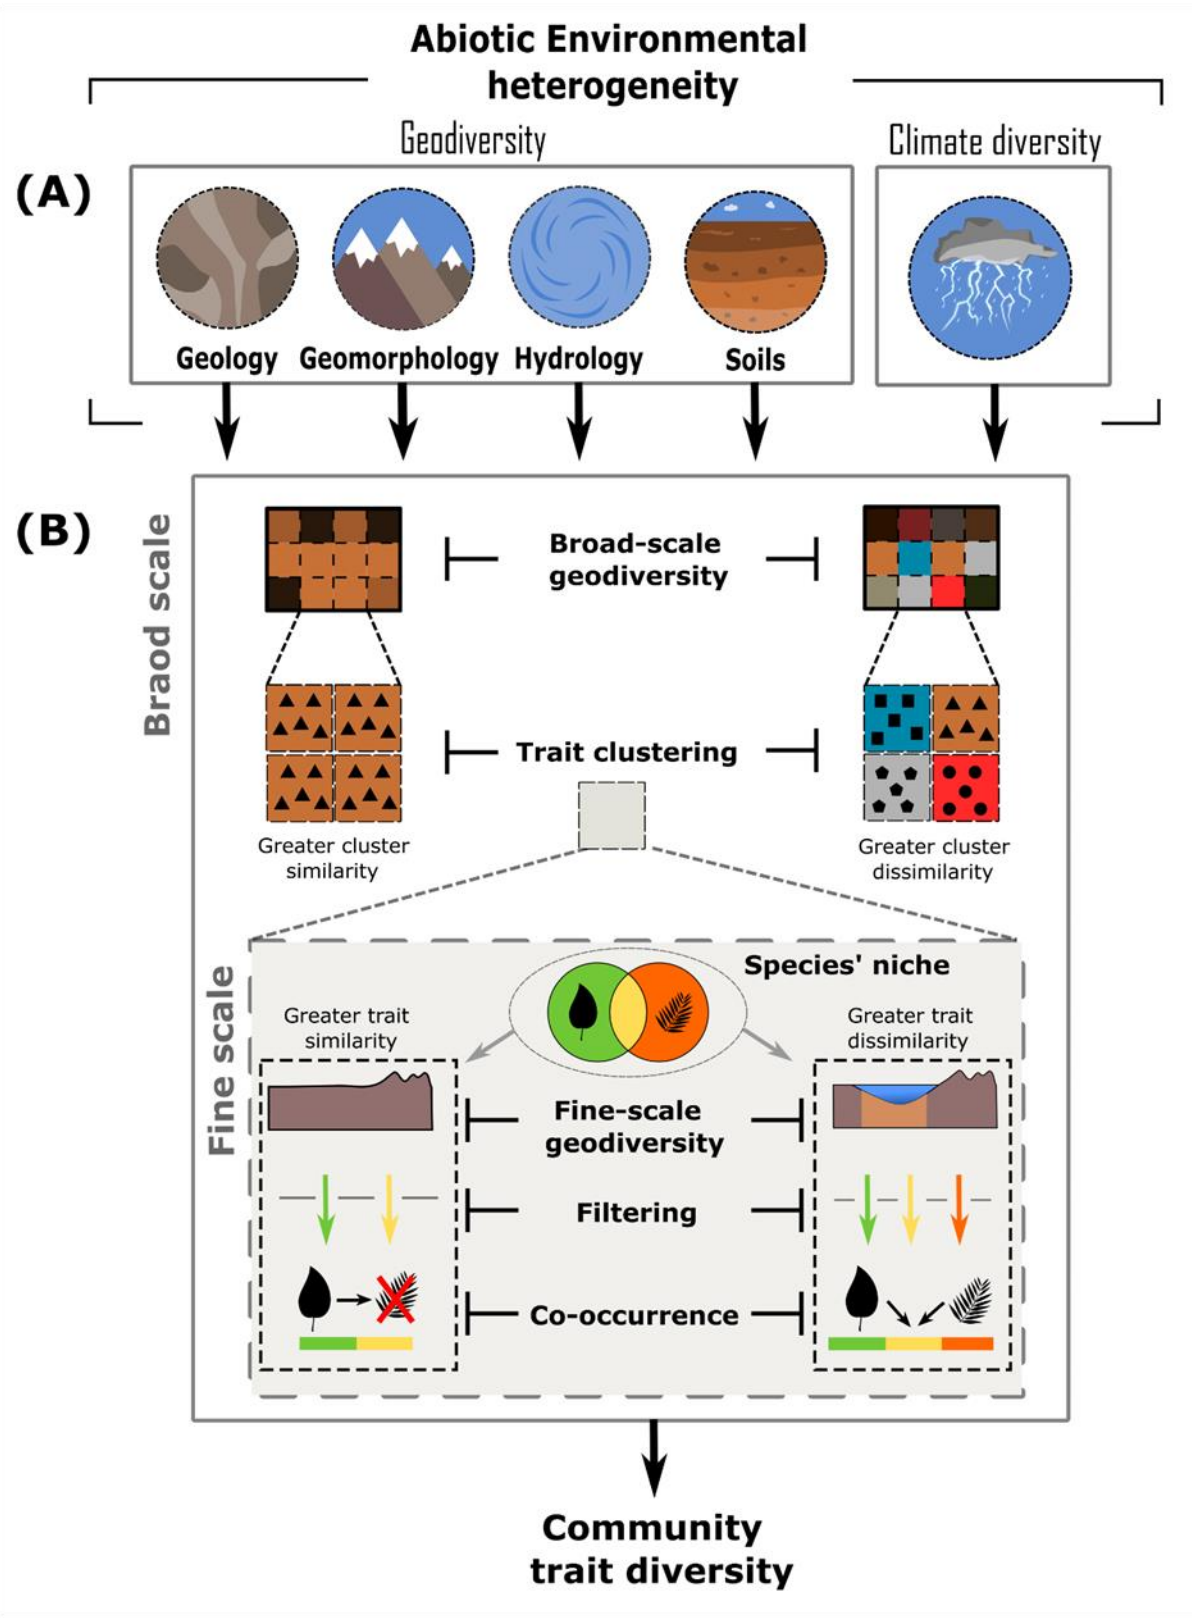 Abiotic Environmental
heterogeneity
Geodiversity
Climate diversity
(A)
Geology
Geomorphology
Hydrology
Soils
(B)
Braod scale
Broad-scale
geodiversity
Trait clustering
Greater cluster
similarity
Greater cluster
dissimilarity
Fine scale
Species' niche
Greater trait
similarity
Greater trait
dissimilarity
Fine-scale
geodiversity
Filtering
Co-occurrence
Community
trait diversity